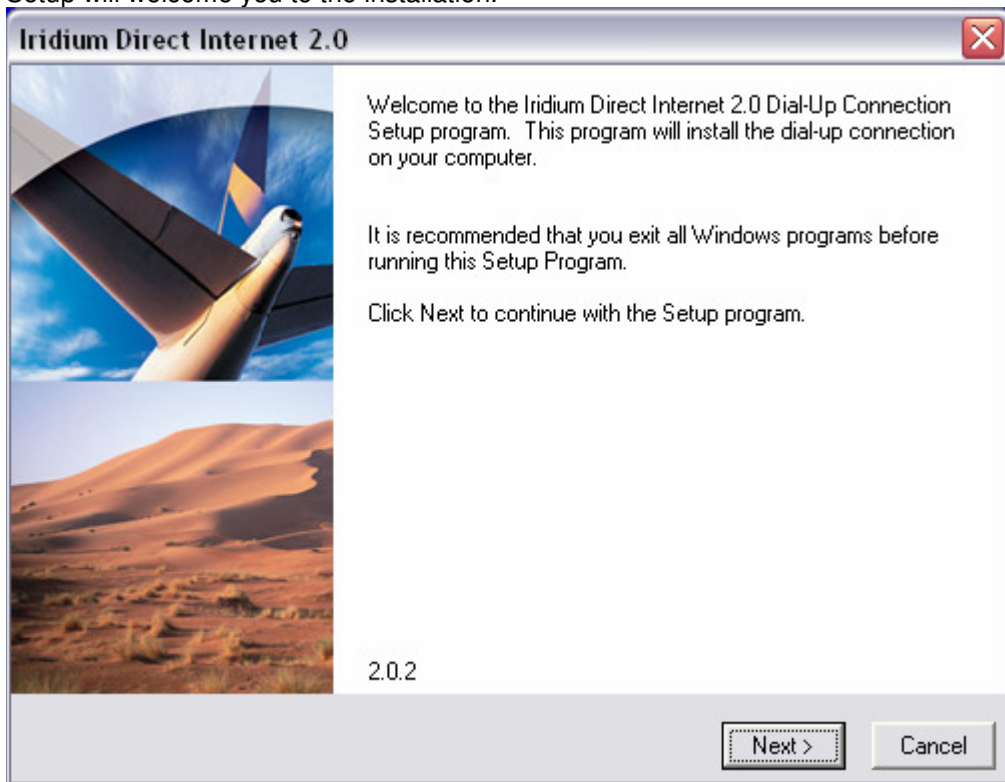 Setup will welcome you to the installation.
Iridium Direct Internet 2.0
Welcome to the Iridium Direct Internet 2.0 Dial-Up Connection
Setup program. This program will install the dial-up connection
on your computer.
It is recommended that you exit all Windows programs before
running this Setup Program.
Click Next to continue with the Setup program.
2.0.2
Next >
Cancel